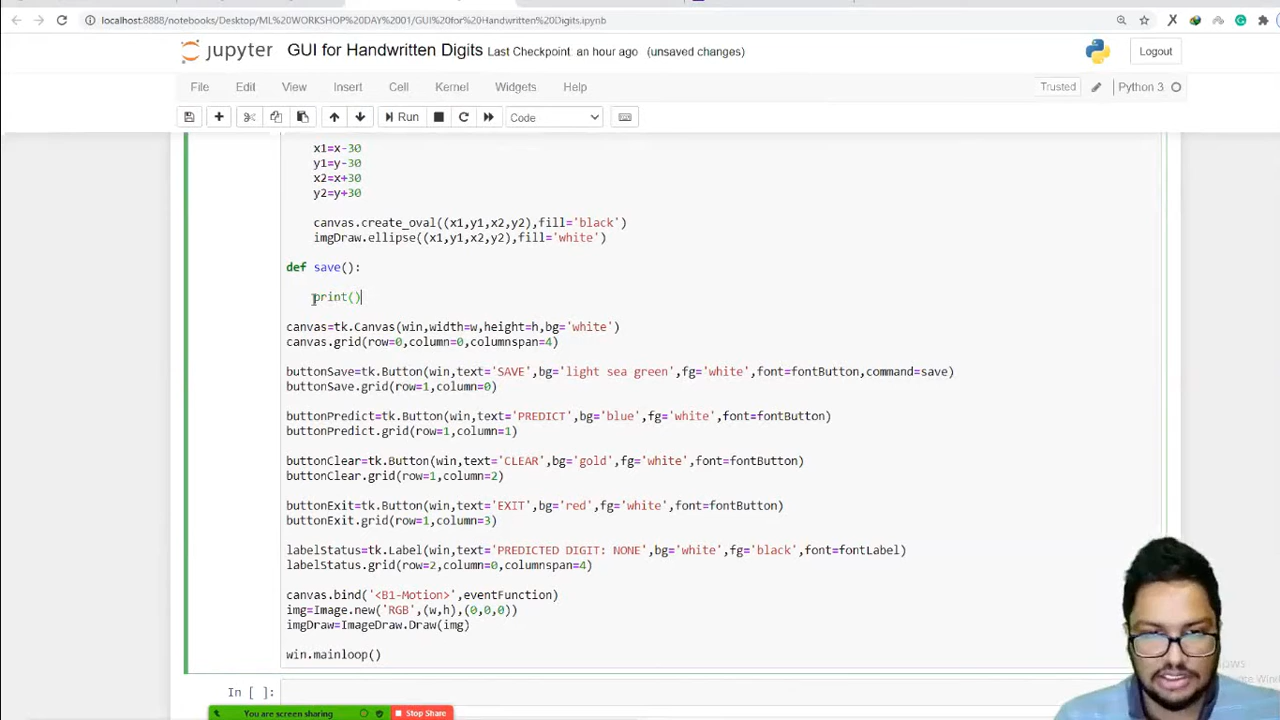 localhost:8888/notebooks/Desktop/ML%20WORKSHOP%20DAY%2001/GUI%20for%20Handwritten%20Digits.ipynb
jupyter GUI for Handwritten Digits Last Checkpoint: an hour ago (unsaved changes) Logout
File Edit View Insert Cell Kernel Widgets Help Trusted Python 3
Run Code
x1=x-30
y1=y-30
x2=x+30
y2=y+30
canvas.create_oval((x1,y1,x2,y2),fill='black')
imgDraw.ellipse((x1,y1,x2,y2),fill='white')
def save():
print()
canvas=tk.Canvas(win,width=w,height=h,bg='white')
canvas.grid(row=0,column=0,columnspan=4)
buttonSave=tk.Button(win,text='SAVE',bg='light sea green',fg='white',font=fontButton,command=save)
buttonSave.grid(row=1,column=0)
buttonPredict=tk.Button(win,text='PREDICT',bg='blue',fg='white',font=fontButton)
buttonPredict.grid(row=1,column=1)
buttonClear=tk.Button(win,text='CLEAR',bg='gold',fg='white',font=fontButton)
buttonClear.grid(row=1,column=2)
buttonExit=tk.Button(win,text='EXIT',bg='red',fg='white',font=fontButton)
buttonExit.grid(row=1,column=3)
labelStatus=tk.Label(win,text='PREDICTED DIGIT: NONE',bg='white',fg='black',font=fontLabel)
labelStatus.grid(row=2,column=0,columnspan=4)
canvas.bind('<B1-Motion>',eventFunction)
img=Image.new('RGB',(w,h),(0,0,0))
imgDraw=ImageDraw.Draw(img)
win.mainloop()
In [ ]:
You are screen sharing Stop Share